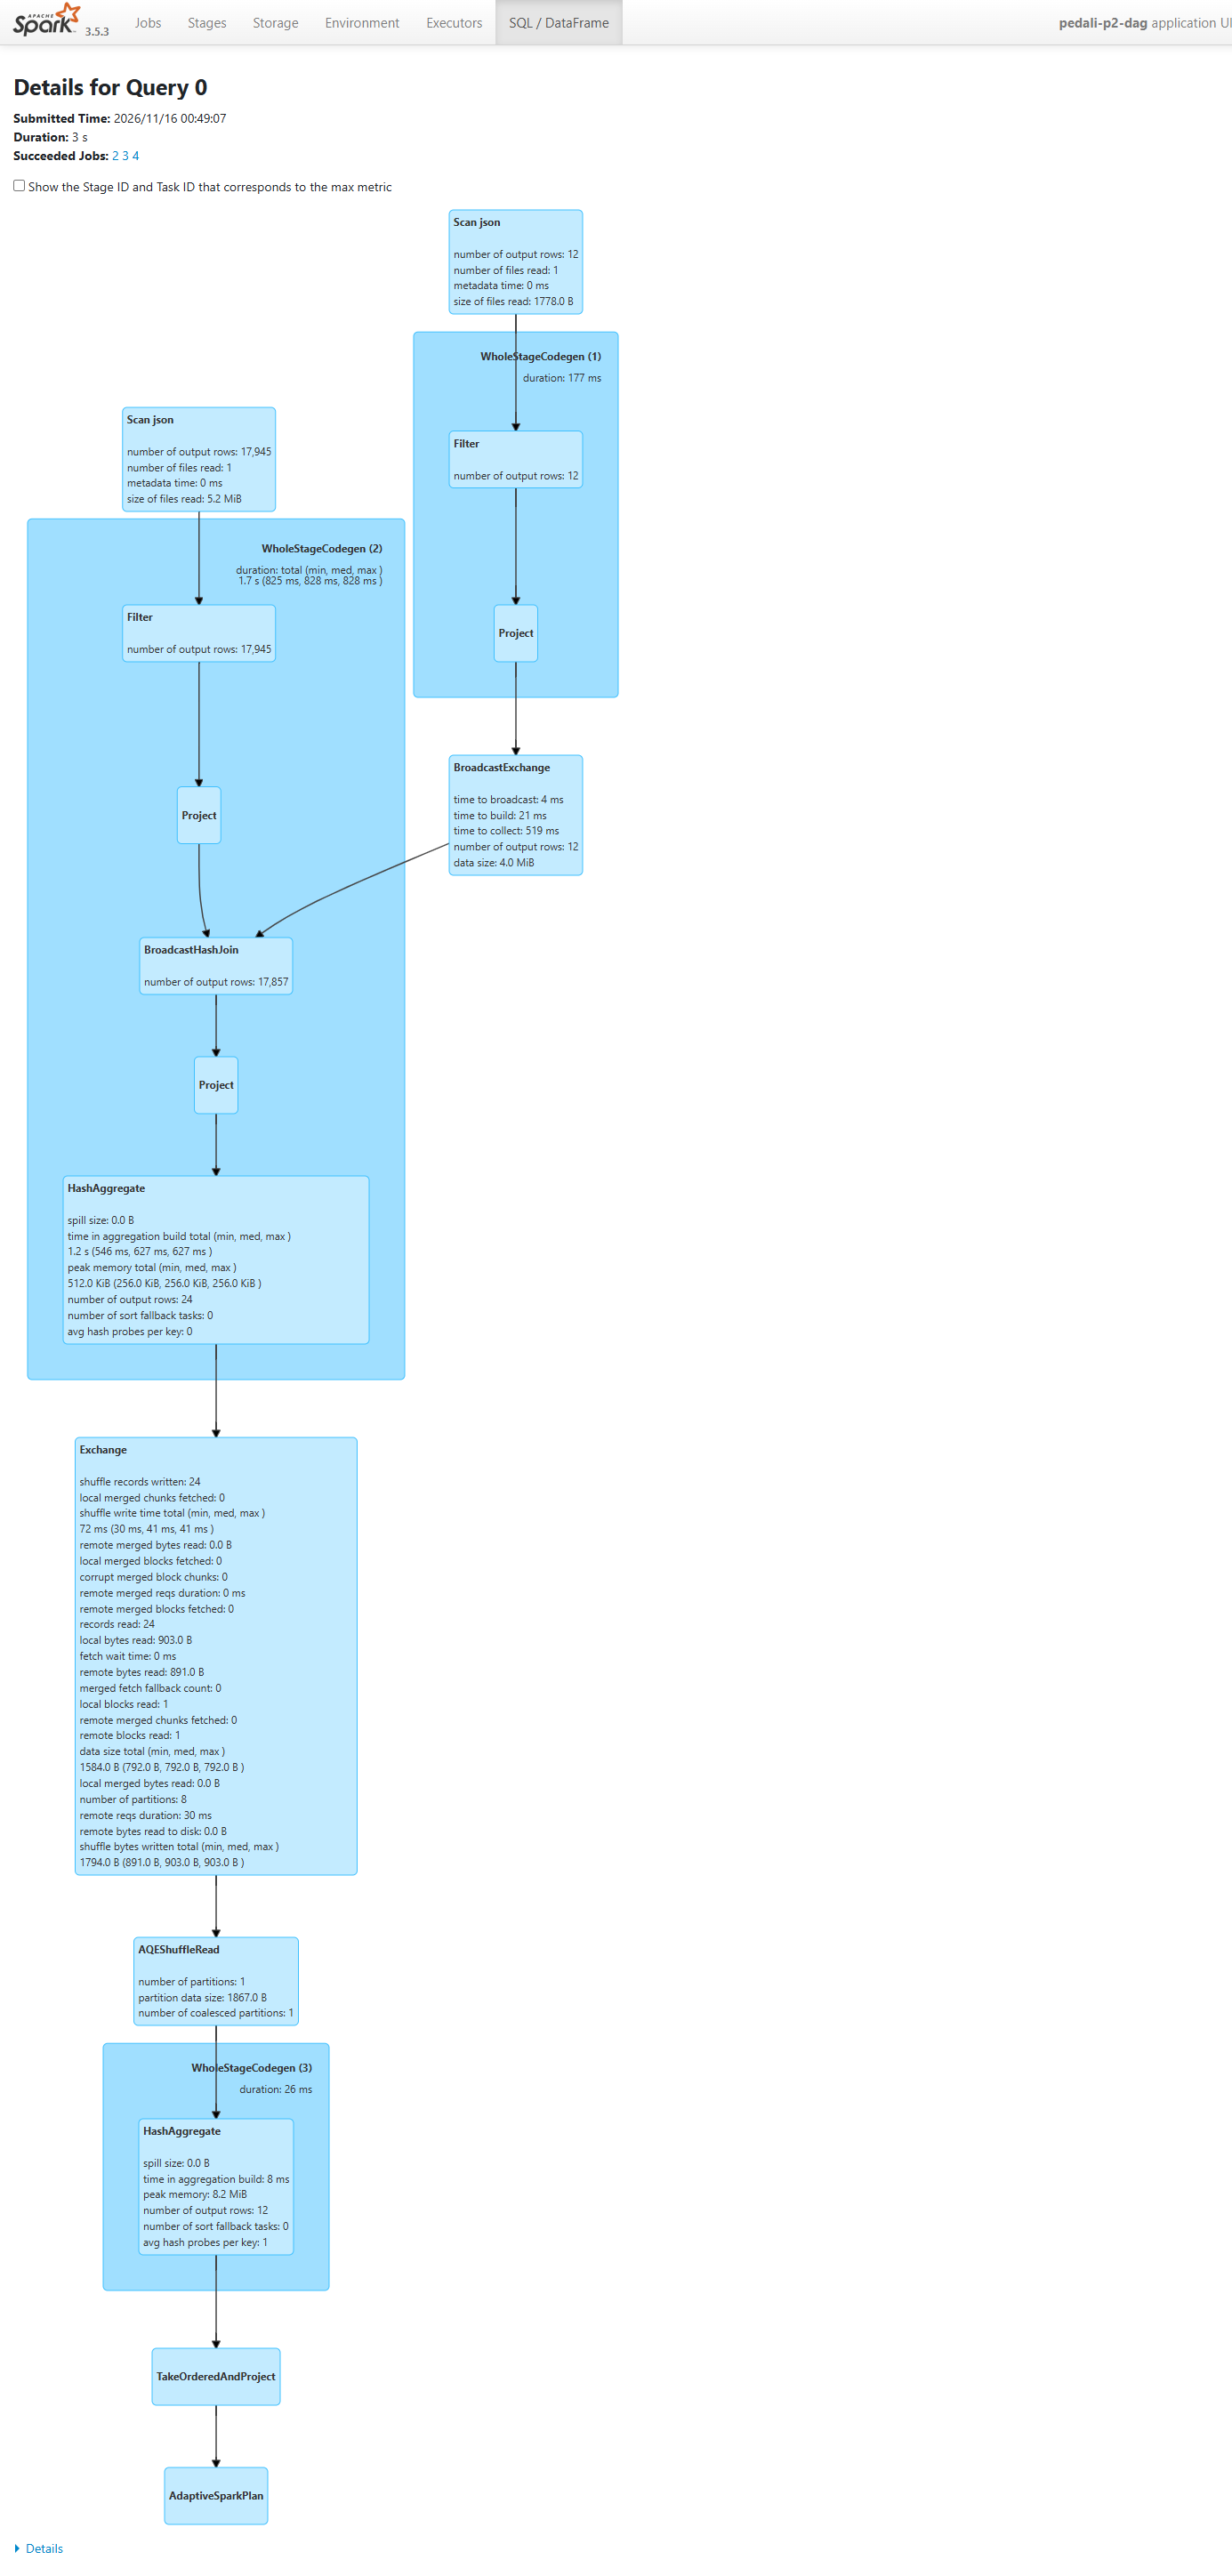 APACHE
Spark 3.5.3
Jobs
Stages
Storage
Environment
Executors
SQL / DataFrame
pedali-p2-dag application UI
Details for Query 0
Submitted Time: 2026/11/16 00:49:07
Duration: 3 s
Succeeded Jobs: 2 3 4
Show the Stage ID and Task ID that corresponds to the max metric
Scan json
number of output rows: 12
number of files read: 1
metadata time: 0 ms
size of files read: 1778.0 B
WholeStageCodegen (1)
duration: 177 ms
Filter
number of output rows: 12
Project
BroadcastExchange
time to broadcast: 4 ms
time to build: 21 ms
time to collect: 519 ms
number of output rows: 12
data size: 4.0 MiB
Scan json
number of output rows: 17,945
number of files read: 1
metadata time: 0 ms
size of files read: 5.2 MiB
WholeStageCodegen (2)
duration: total (min, med, max )
1.7 s (825 ms, 828 ms, 828 ms )
Filter
number of output rows: 17,945
Project
BroadcastHashJoin
number of output rows: 17,857
Project
HashAggregate
spill size: 0.0 B
time in aggregation build total (min, med, max )
1.2 s (546 ms, 627 ms, 627 ms )
peak memory total (min, med, max )
512.0 KiB (256.0 KiB, 256.0 KiB, 256.0 KiB )
number of output rows: 24
number of sort fallback tasks: 0
avg hash probes per key: 0
Exchange
shuffle records written: 24
local merged chunks fetched: 0
shuffle write time total (min, med, max )
72 ms (30 ms, 41 ms, 41 ms )
remote merged bytes read: 0.0 B
local merged blocks fetched: 0
corrupt merged block chunks: 0
remote merged reqs duration: 0 ms
remote merged blocks fetched: 0
records read: 24
local bytes read: 903.0 B
fetch wait time: 0 ms
remote bytes read: 891.0 B
merged fetch fallback count: 0
local blocks read: 1
remote merged chunks fetched: 0
remote blocks read: 1
data size total (min, med, max )
1584.0 B (792.0 B, 792.0 B, 792.0 B )
local merged bytes read: 0.0 B
number of partitions: 8
remote reqs duration: 30 ms
remote bytes read to disk: 0.0 B
shuffle bytes written total (min, med, max )
1794.0 B (891.0 B, 903.0 B, 903.0 B )
AQEShuffleRead
number of partitions: 1
partition data size: 1867.0 B
number of coalesced partitions: 1
WholeStageCodegen (3)
duration: 26 ms
HashAggregate
spill size: 0.0 B
time in aggregation build: 8 ms
peak memory: 8.2 MiB
number of output rows: 12
number of sort fallback tasks: 0
avg hash probes per key: 1
TakeOrderedAndProject
AdaptiveSparkPlan
Details